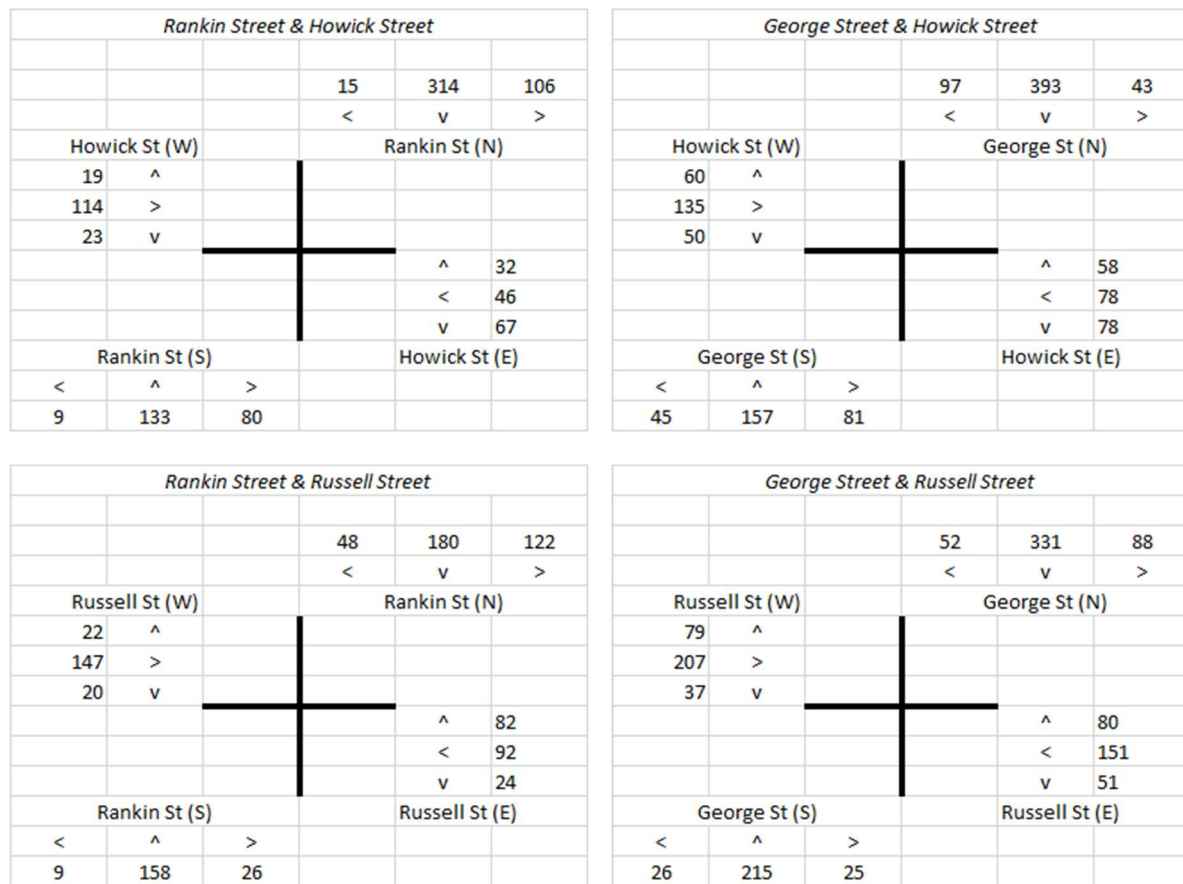 Rankin Street & Howick Street
15 314 106
< v >
Howick St (W) Rankin St (N)
19 ^
114 >
23 v
^ 32
< 46
v 67
Rankin St (S) Howick St (E)
< ^ >
9 133 80
George Street & Howick Street
97 393 43
< v >
Howick St (W) George St (N)
60 ^
135 >
50 v
^ 58
< 78
v 78
George St (S) Howick St (E)
< ^ >
45 157 81
Rankin Street & Russell Street
48 180 122
< v >
Russell St (W) Rankin St (N)
22 ^
147 >
20 v
^ 82
< 92
v 24
Rankin St (S) Russell St (E)
< ^ >
9 158 26
George Street & Russell Street
52 331 88
< v >
Russell St (W) George St (N)
79 ^
207 >
37 v
^ 80
< 151
v 51
George St (S) Russell St (E)
< ^ >
26 215 25